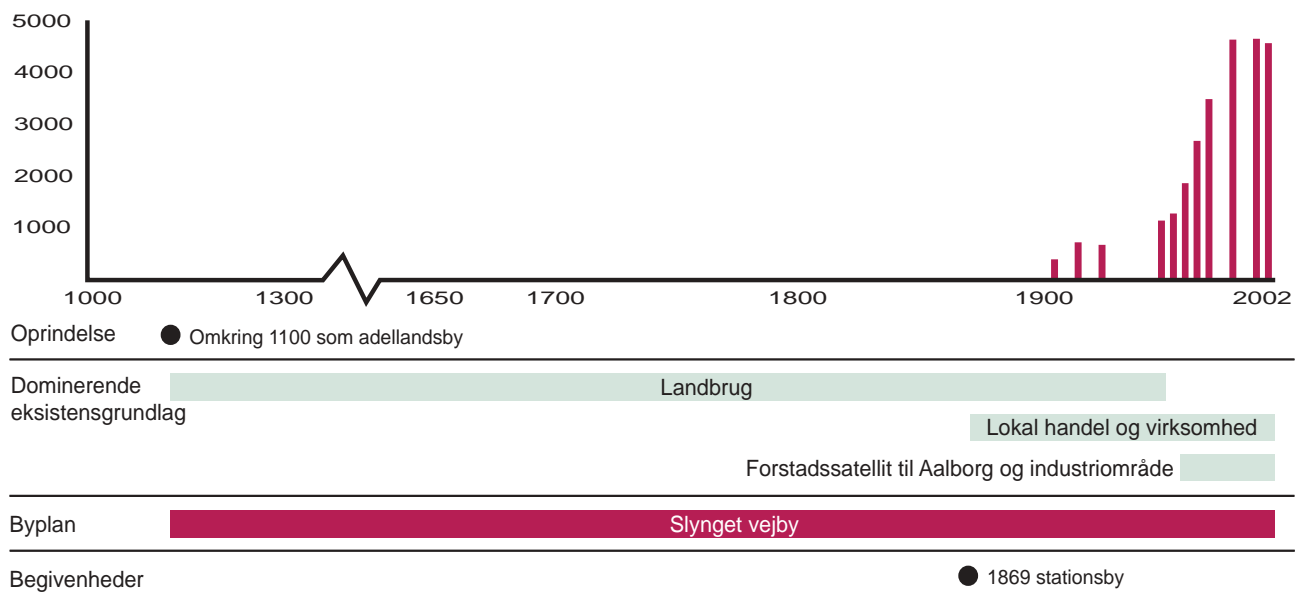 5000
4000
3000
2000
1000
1000 1300 1650 1700 1800 1900 2002
Oprindelse Omkring 1100 som adellandsby
Dominerende
eksistensgrundlag
Landbrug
Lokal handel og virksomhed
Forstadssatellit til Aalborg og industriområde
Byplan Slynget vejby
Begivenheder 1869 stationsby